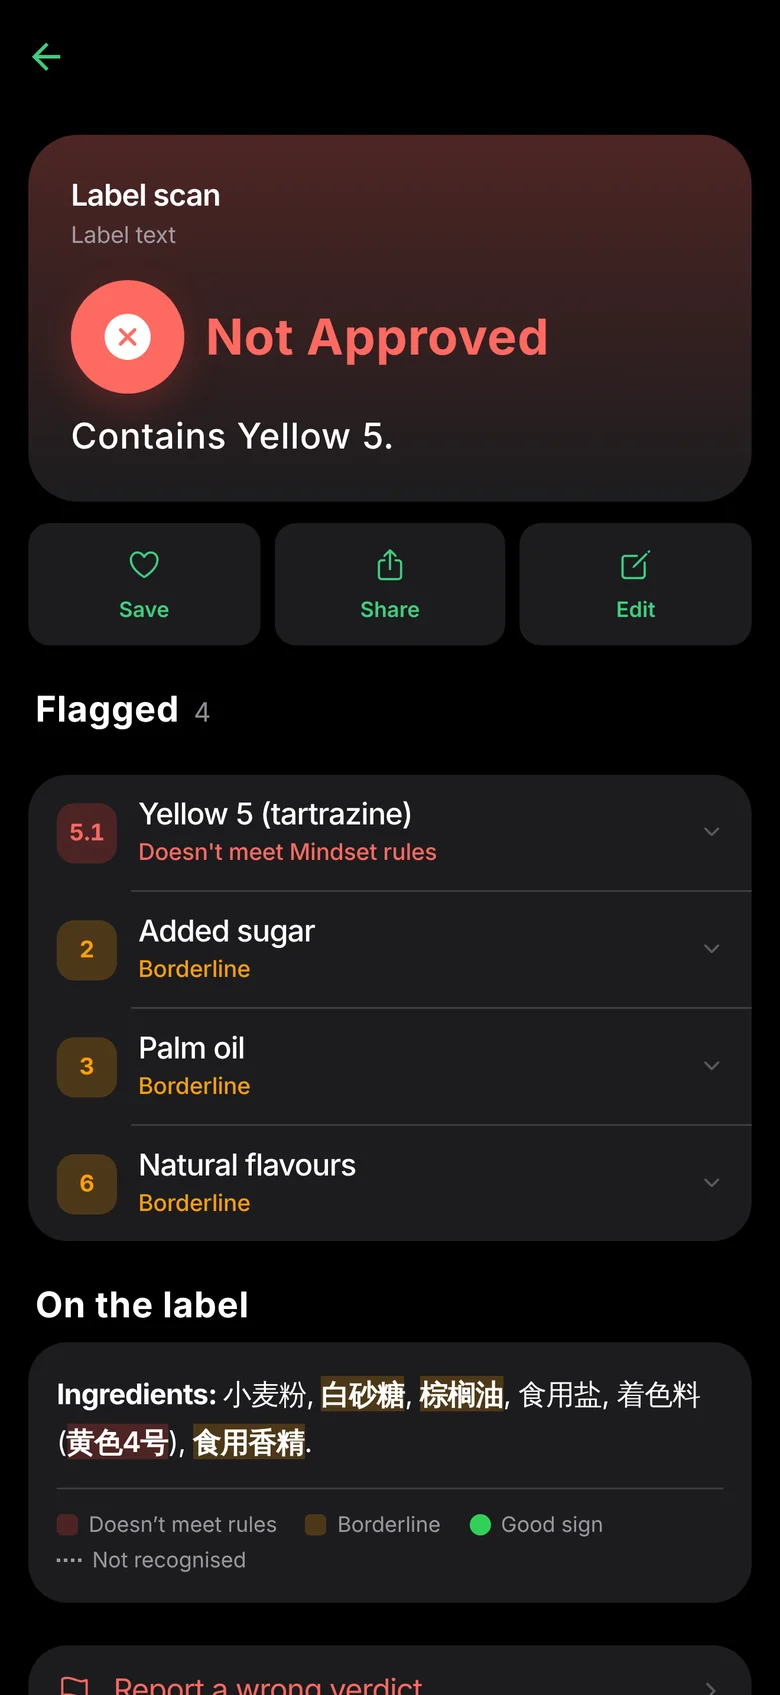 Label scan
Label text
Not Approved
Contains Yellow 5.
Save
Share
Edit
Flagged 4
5.1
Yellow 5 (tartrazine)
Doesn't meet Mindset rules
2
Added sugar
Borderline
3
Palm oil
Borderline
6
Natural flavours
Borderline
On the label
Ingredients: 小麦粉, 白砂糖, 棕榈油, 食用盐, 着色料
(黄色4号), 食用香精.
Doesn’t meet rules
Borderline
Good sign
Not recognised
Report a wrong verdict